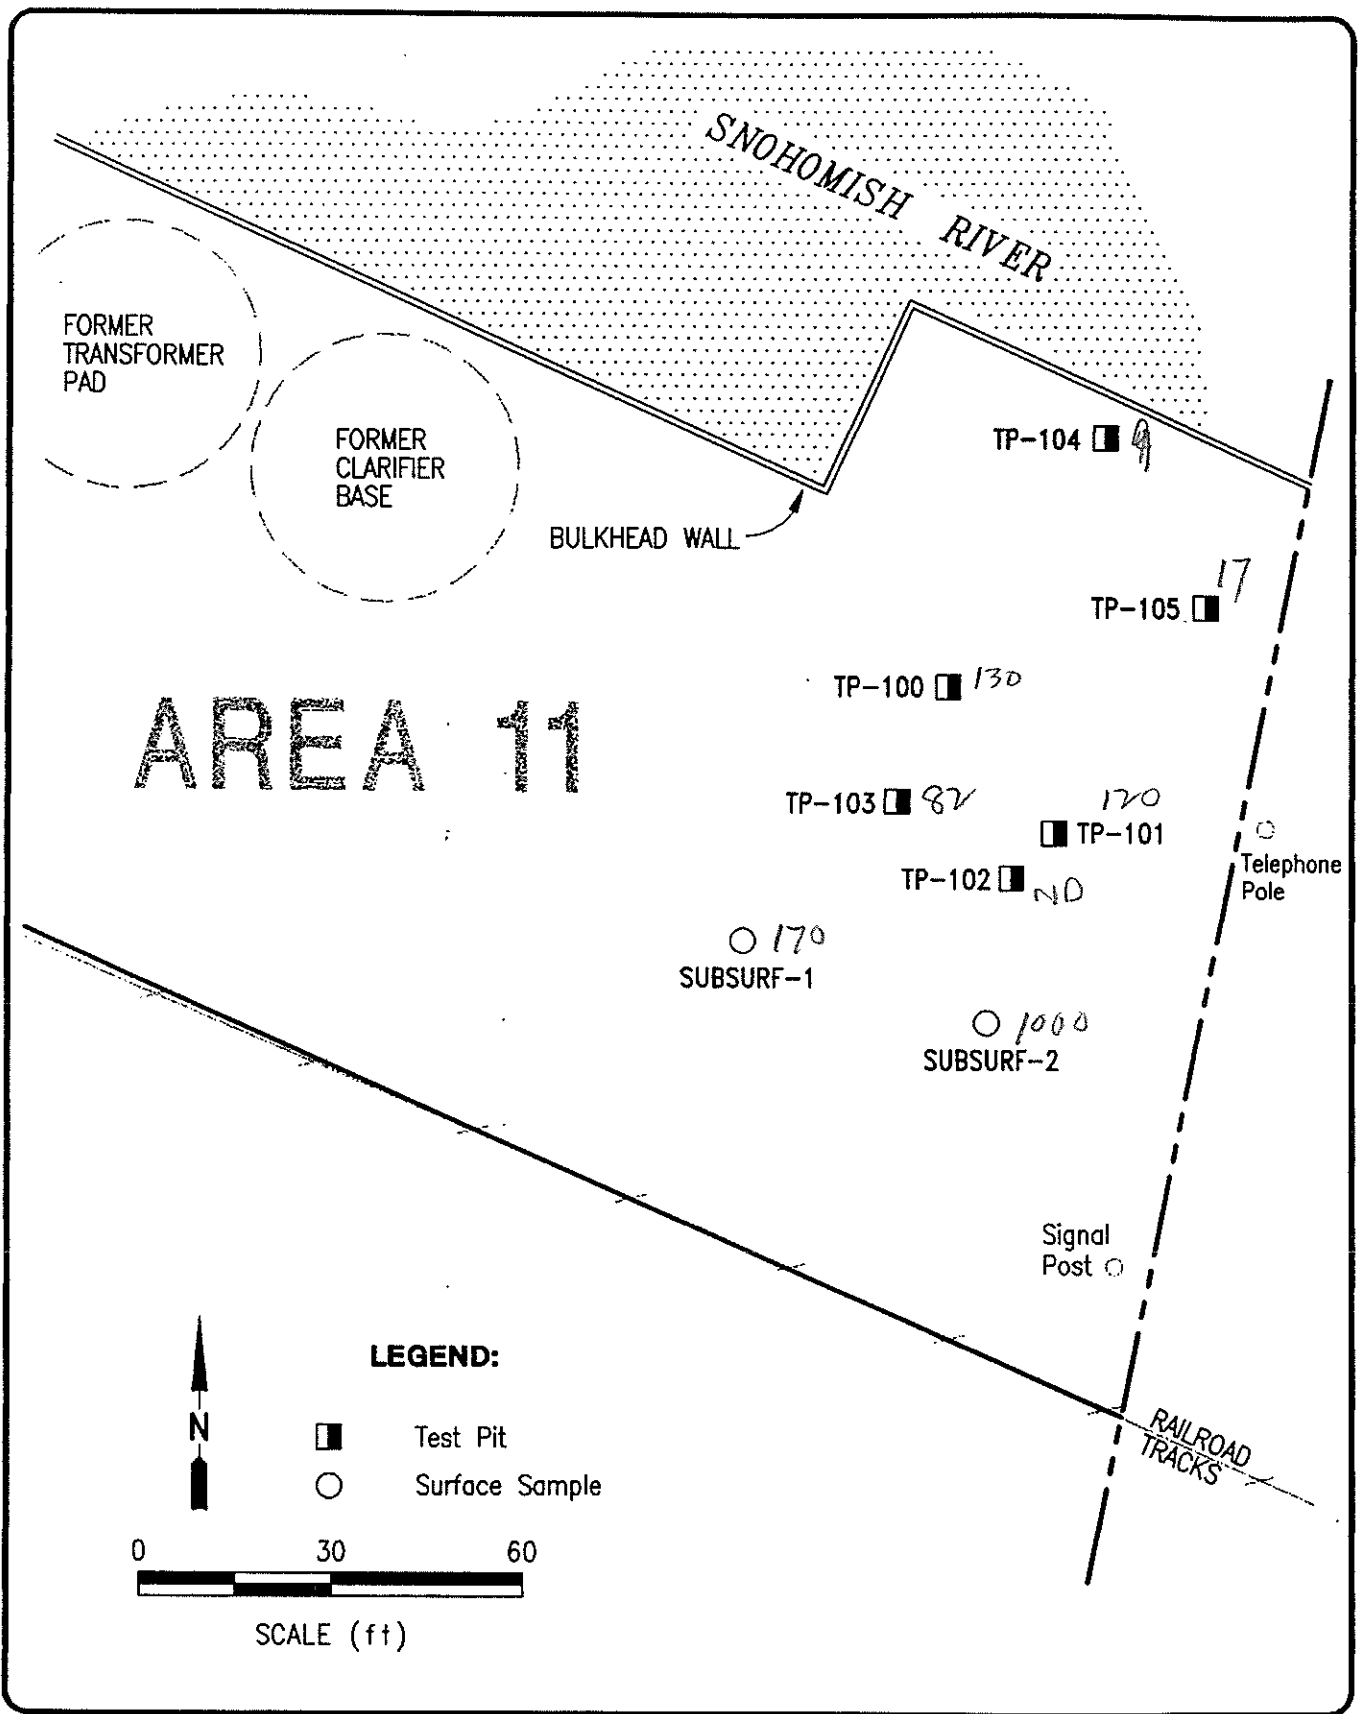 SNOHOMISH RIVER
FORMER
TRANSFORMER
PAD
FORMER
CLARIFIER
BASE
BULKHEAD WALL
TP-104
TP-105
17
TP-100
130
AREA 11
TP-103
82
120
TP-101
TP-102
ND
Telephone
Pole
170
SUBSURF-1
1000
SUBSURF-2
Signal
Post
RAILROAD
TRACKS
LEGEND:
N
Test Pit
Surface Sample
0 30 60
SCALE (ft)